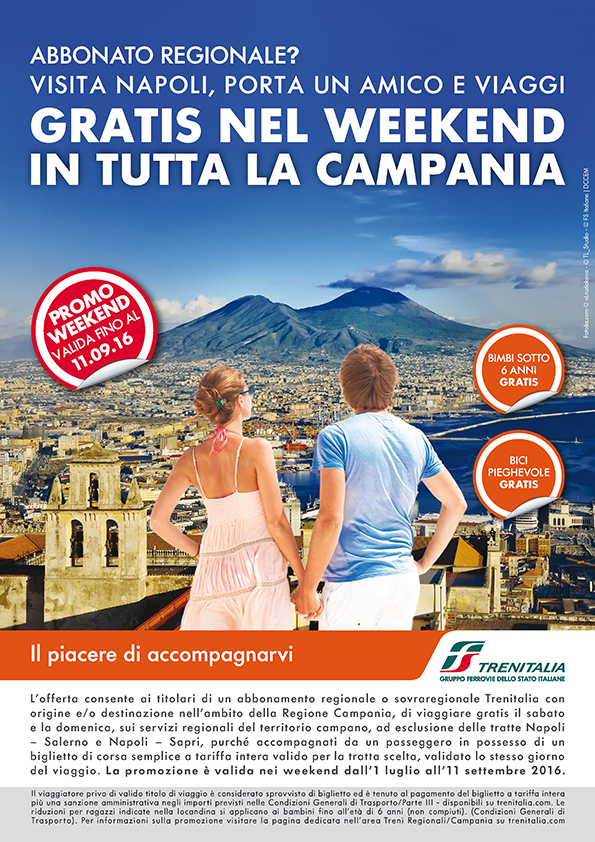 ABBONATO REGIONALE?
VISITA NAPOLI, PORTA UN AMICO E VIAGGI
GRATIS NEL WEEKEND
IN TUTTA LA CAMPANIA
PROMO
WEEKEND
VALIDA FINO AL
11.09.16
BIMBI SOTTO
6 ANNI
GRATIS
BICI
PIEGHEVOLE
GRATIS
Il piacere di accompagnarvi
TRENITALIA
GRUPPO FERROVIE DELLO STATO ITALIANE
L'offerta consente ai titolari di un abbonamento regionale o sovraregionale Trenitalia con
origine e/o destinazione nell'ambito della Regione Campania, di viaggiare gratis il sabato
e la domenica, sui servizi regionali del territorio campano, ad esclusione delle tratte Napoli
– Salerno e Napoli – Sapri, purché accompagnati da un passeggero in possesso di un
biglietto di corsa semplice a tariffa intera valido per la tratta scelta, validato lo stesso giorno
del viaggio. La promozione è valida nei weekend dall'1 luglio all'11 settembre 2016.
Il viaggiatore privo di valido titolo di viaggio è considerato sprovvisto di biglietto ed è tenuto al pagamento del biglietto a tariffa intera
più una sanzione amministrativa negli importi previsti nelle Condizioni Generali di Trasporto/Parte III - disponibili su trenitalia.com. Le
riduzioni per ragazzi indicate nella locandina si applicano ai bambini fino all'età di 6 anni (non compiuti). (Condizioni Generali di
Trasporto). Per informazioni sulla promozione visitare la pagina dedicata nell'area Treni Regionali/Campania su trenitalia.com